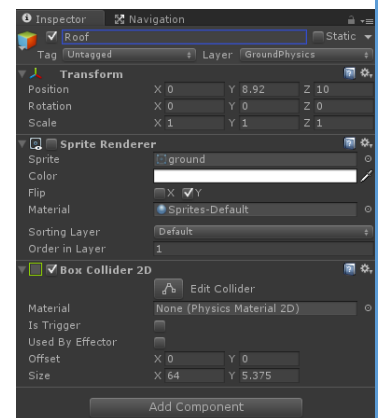 Inspector Navigation
Roof Static
Tag Untagged Layer GroundPhysics
Transform
Position X 0 Y 8.92 Z 10
Rotation X 0 Y 0 Z 0
Scale X 1 Y 1 Z 1
Sprite Renderer
Sprite ground
Color
Flip X Y
Material Sprites-Default
Sorting Layer Default
Order in Layer 1
Box Collider 2D
Edit Collider
Material None (Physics Material 2D)
Is Trigger
Used By Effector
Offset X 0 Y 0
Size X 64 Y 5.375
Add Component